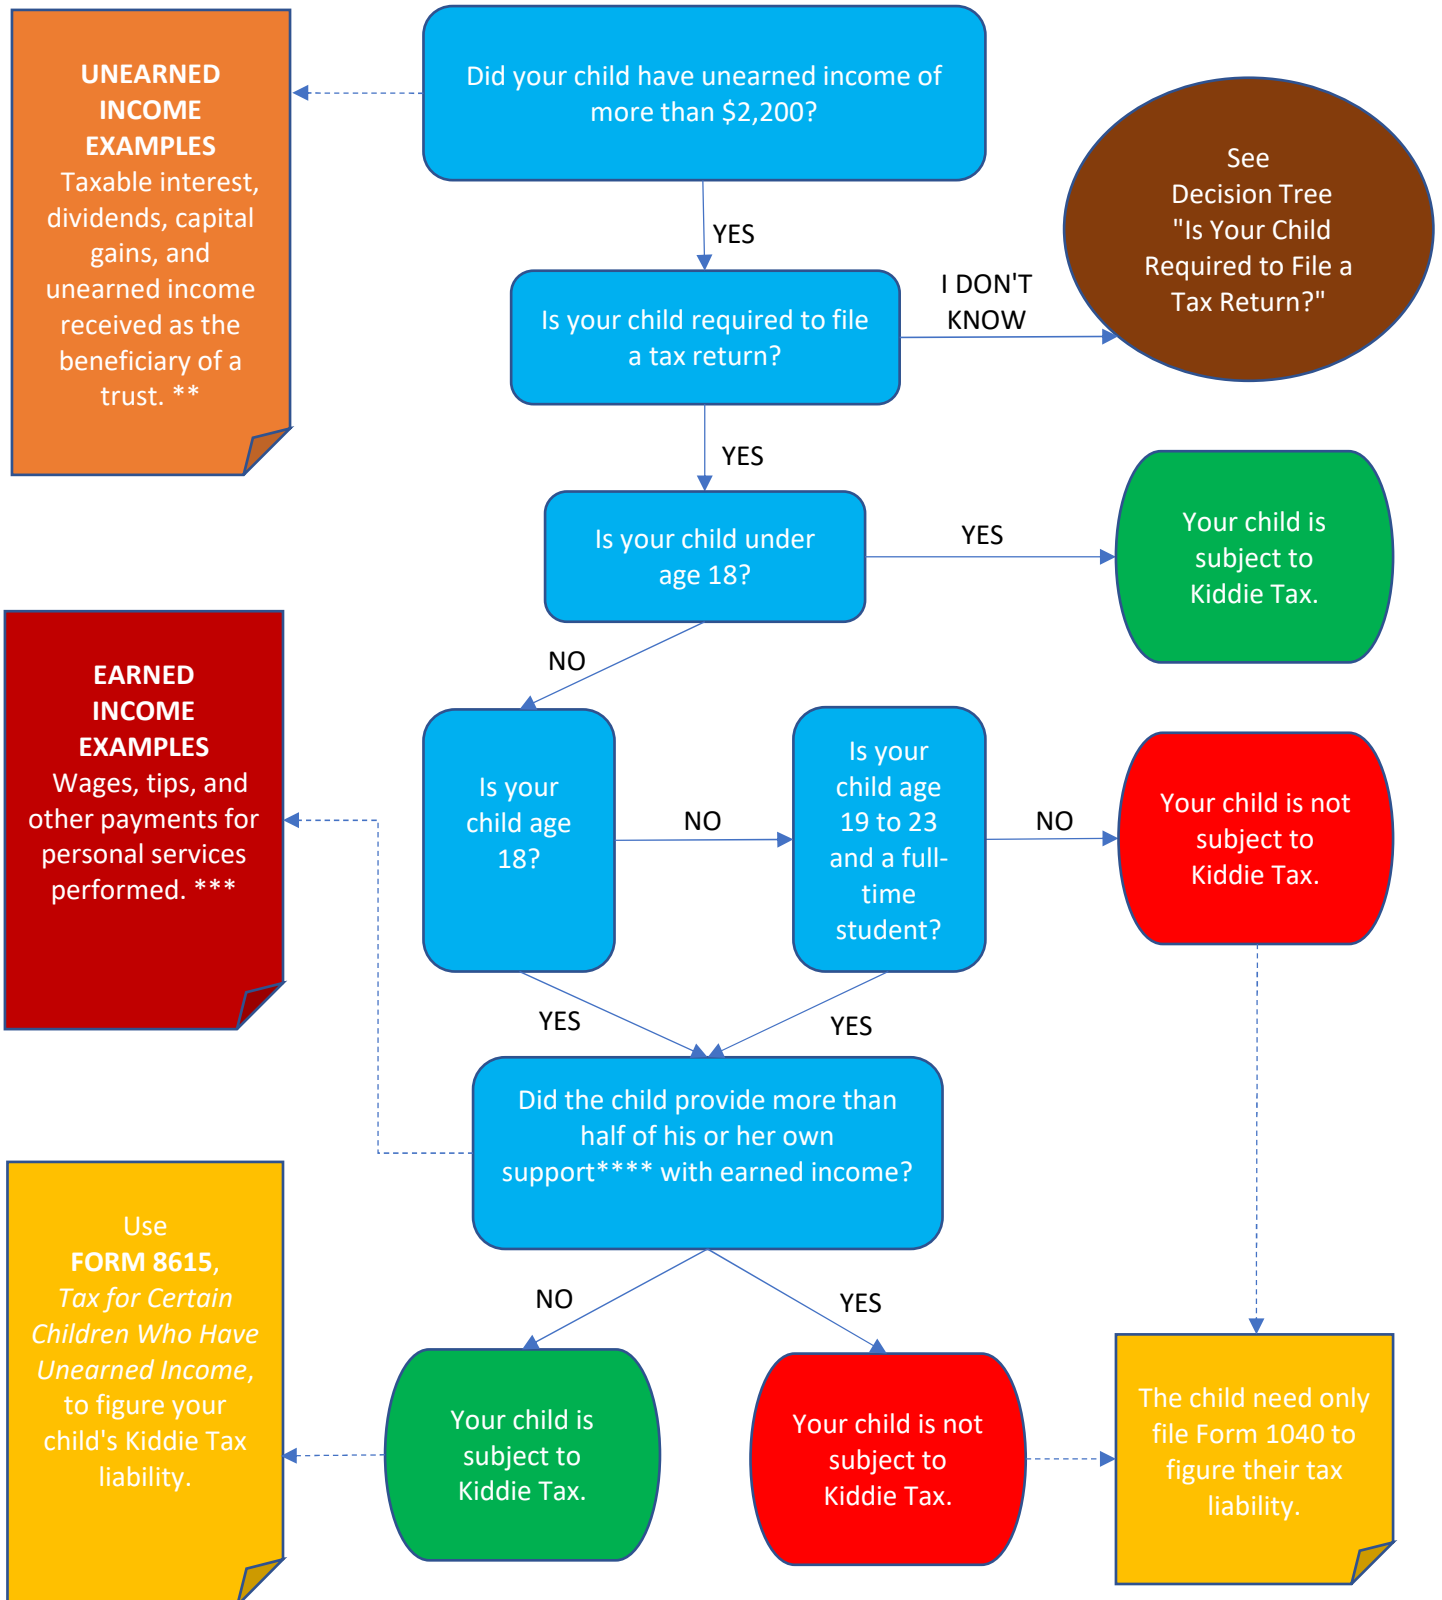 UNEARNED
INCOME
EXAMPLES
Taxable interest,
dividends, capital
gains, and
unearned income
received as the
beneficiary of a
trust. **
Did your child have unearned income of
more than $2,200?
See
Decision Tree
"Is Your Child
Required to File a
Tax Return?"
YES
I DON'T
KNOW
Is your child required to file
a tax return?
YES
Is your child under
age 18?
YES
Your child is
subject to
Kiddie Tax.
NO
EARNED
INCOME
EXAMPLES
Wages, tips, and
other payments for
personal services
performed. ***
Is your
child age
18?
NO
Is your
child age
19 to 23
and a full-
time
student?
NO
Your child is not
subject to
Kiddie Tax.
YES
YES
Did the child provide more than
half of his or her own
support**** with earned income?
NO
YES
Use
FORM 8615,
Tax for Certain
Children Who Have
Unearned Income,
to figure your
child's Kiddie Tax
liability.
Your child is
subject to
Kiddie Tax.
Your child is not
subject to
Kiddie Tax.
The child need only
file Form 1040 to
figure their tax
liability.